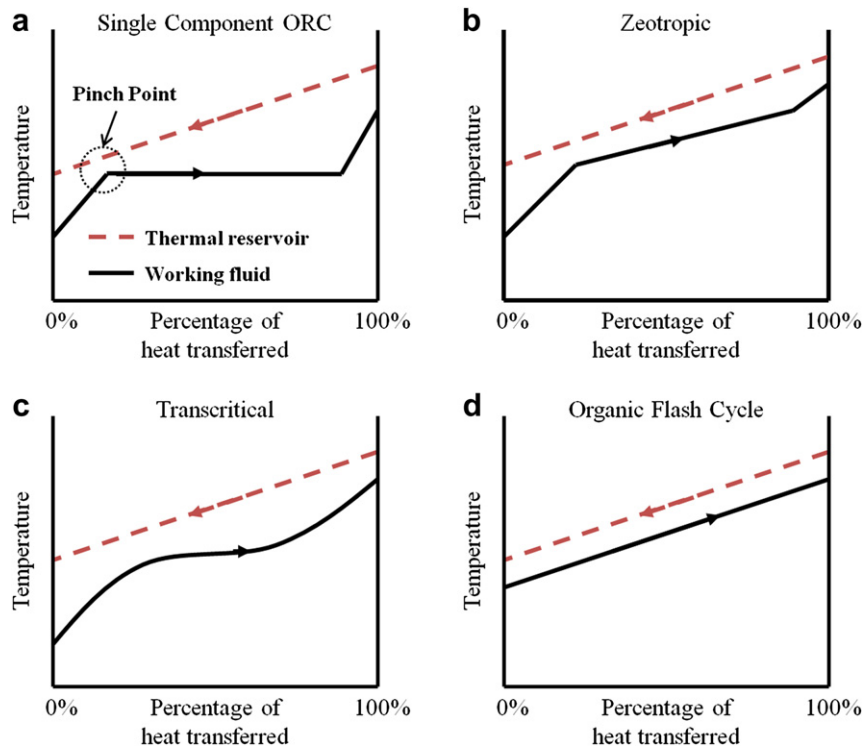 a Single Component ORC
Pinch Point
Temperature
Thermal reservoir
Working fluid
0% Percentage of 100%
heat transferred
b Zeotropic
Temperature
0% Percentage of 100%
heat transferred
c Transcritical
Temperature
0% Percentage of 100%
heat transferred
d Organic Flash Cycle
Temperature
0% Percentage of 100%
heat transferred